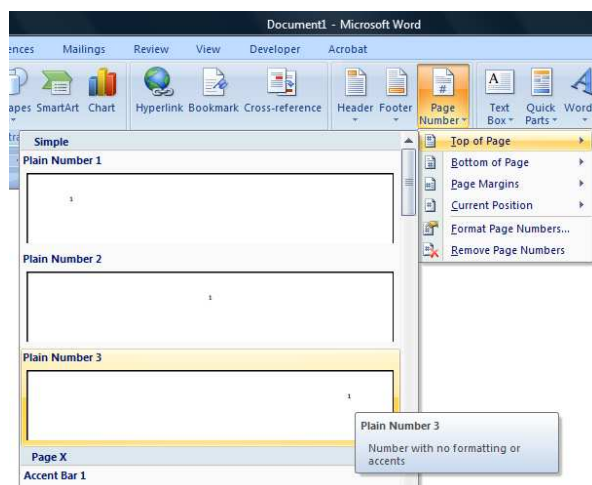 Document1 - Microsoft Word
ences Mailings Review View Developer Acrobat
apes SmartArt Chart Hyperlink Bookmark Cross-reference Header Footer Page Number Text Box Quick Parts Word
tra
Simple
Plain Number 1
1
Plain Number 2
1
Plain Number 3
1
Page X
Accent Bar 1
Top of Page
Bottom of Page
Page Margins
Current Position
Format Page Numbers...
Remove Page Numbers
Plain Number 3
Number with no formatting or
accents